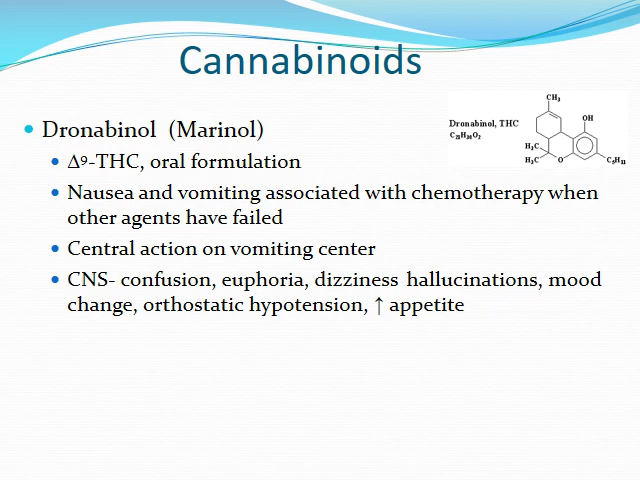 Cannabinoids
Dronabinol (Marinol)
Δ9-THC, oral formulation
Nausea and vomiting associated with chemotherapy when
other agents have failed
Central action on vomiting center
CNS- confusion, euphoria, dizziness hallucinations, mood
change, orthostatic hypotension, ↑ appetite
Dronabinol, THC
C₂₁H₃₀O₂
CH₃
OH
H₃C
H₃C
O
C₅H₁₁